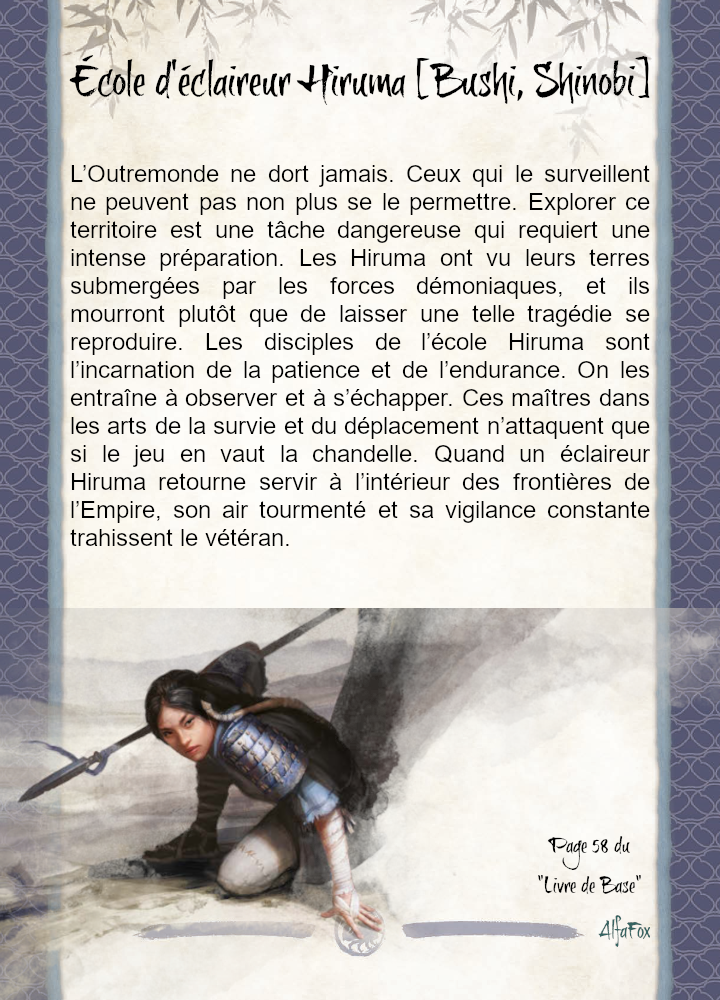 École d'éclaireur Hiruma [Bushi, Shinobi]
L’Outremonde ne dort jamais. Ceux qui le surveillent
ne peuvent pas non plus se le permettre. Explorer ce
territoire est une tâche dangereuse qui requiert une
intense préparation. Les Hiruma ont vu leurs terres
submergées par les forces démoniaques, et ils
mourront plutôt que de laisser une telle tragédie se
reproduire. Les disciples de l’école Hiruma sont
l’incarnation de la patience et de l’endurance. On les
entraîne à observer et à s’échapper. Ces maîtres dans
les arts de la survie et du déplacement n’attaquent que
si le jeu en vaut la chandelle. Quand un éclaireur
Hiruma retourne servir à l’intérieur des frontières de
l’Empire, son air tourmenté et sa vigilance constante
trahissent le vétéran.
Page 58 du
"Livre de Base"
AlfaFox